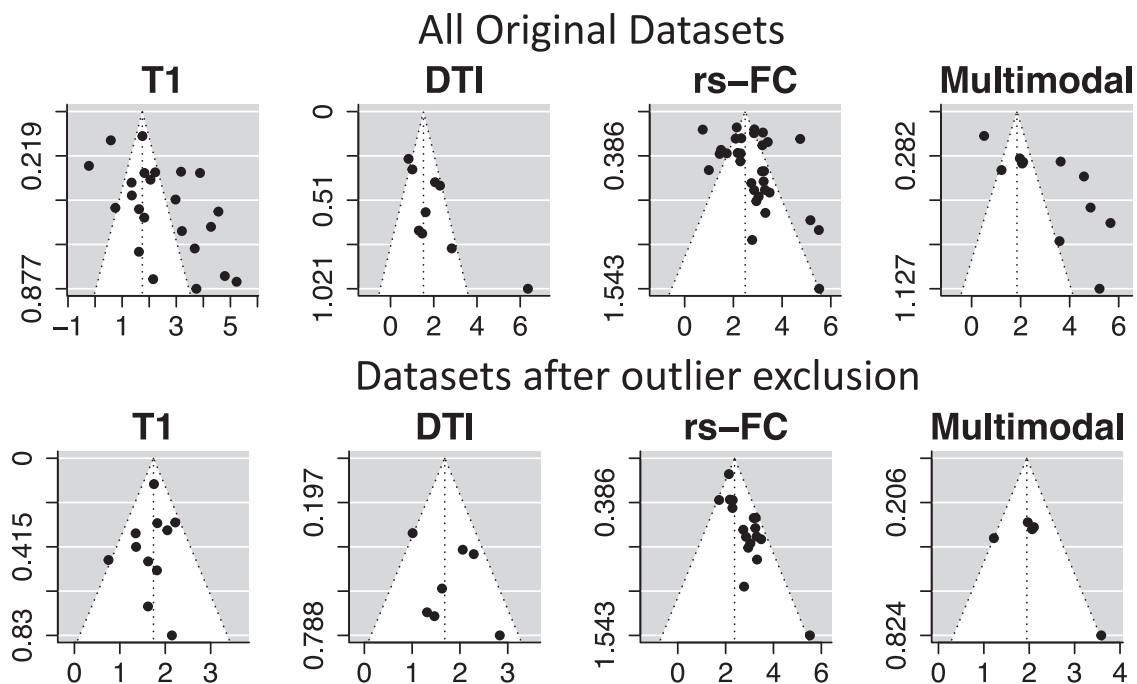 All Original Datasets
T1 DTI rs-FC Multimodal
0.219 0.877
-1 1 3 5
0 0.51 1.021
0 2 4 6
0.386 1.543
0 2 4 6
0.282 1.127
0 2 4 6
Datasets after outlier exclusion
T1 DTI rs-FC Multimodal
0 0.415 0.83
0 1 2 3
0.197 0.788
0 1 2 3
0.386 1.543
0 2 4 6
0.206 0.824
0 1 2 3 4